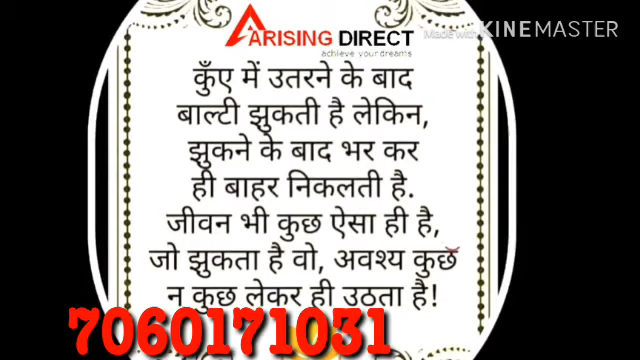 ARISING DIRECT
achieve your dreams
Made with KINEMASTER
कुँए में उतरने के बाद
बाल्टी झुकती है लेकिन,
झुकने के बाद भर कर
ही बाहर निकलती है.
जीवन भी कुछ ऐसा ही है,
जो झुकता है वो, अवश्य कुछ
न कुछ लेकर ही उठता है!
7060171031